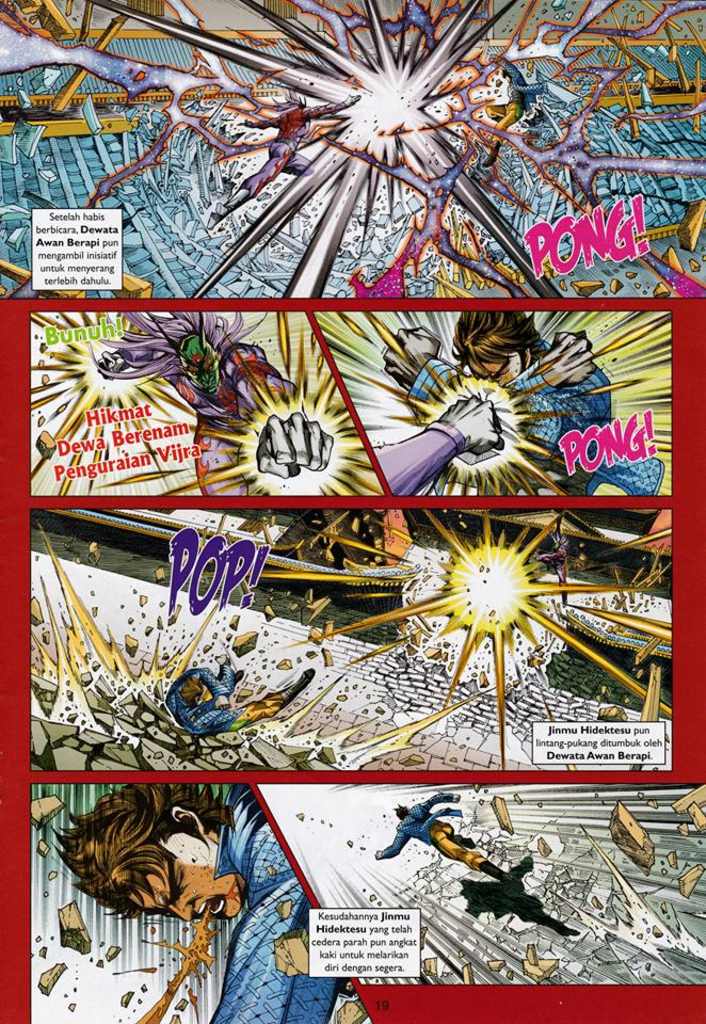 Setelah habis
berbicara, Dewata
Awan Berapi pun
mengambil inisiatif
untuk menyerang
terlebih dahulu.
PONG!
Bunuh!
Hikmat
Dewa Berenam
Penguraian Vijra
PONG!
POP!
Jinmu Hidektesu pun
lintang-pukang ditumbuk oleh
Dewata Awan Berapi.
Kesudahannya Jinmu
Hidektesu yang telah
cedera parah pun angkat
kaki untuk melarikan
diri dengan segera.
19